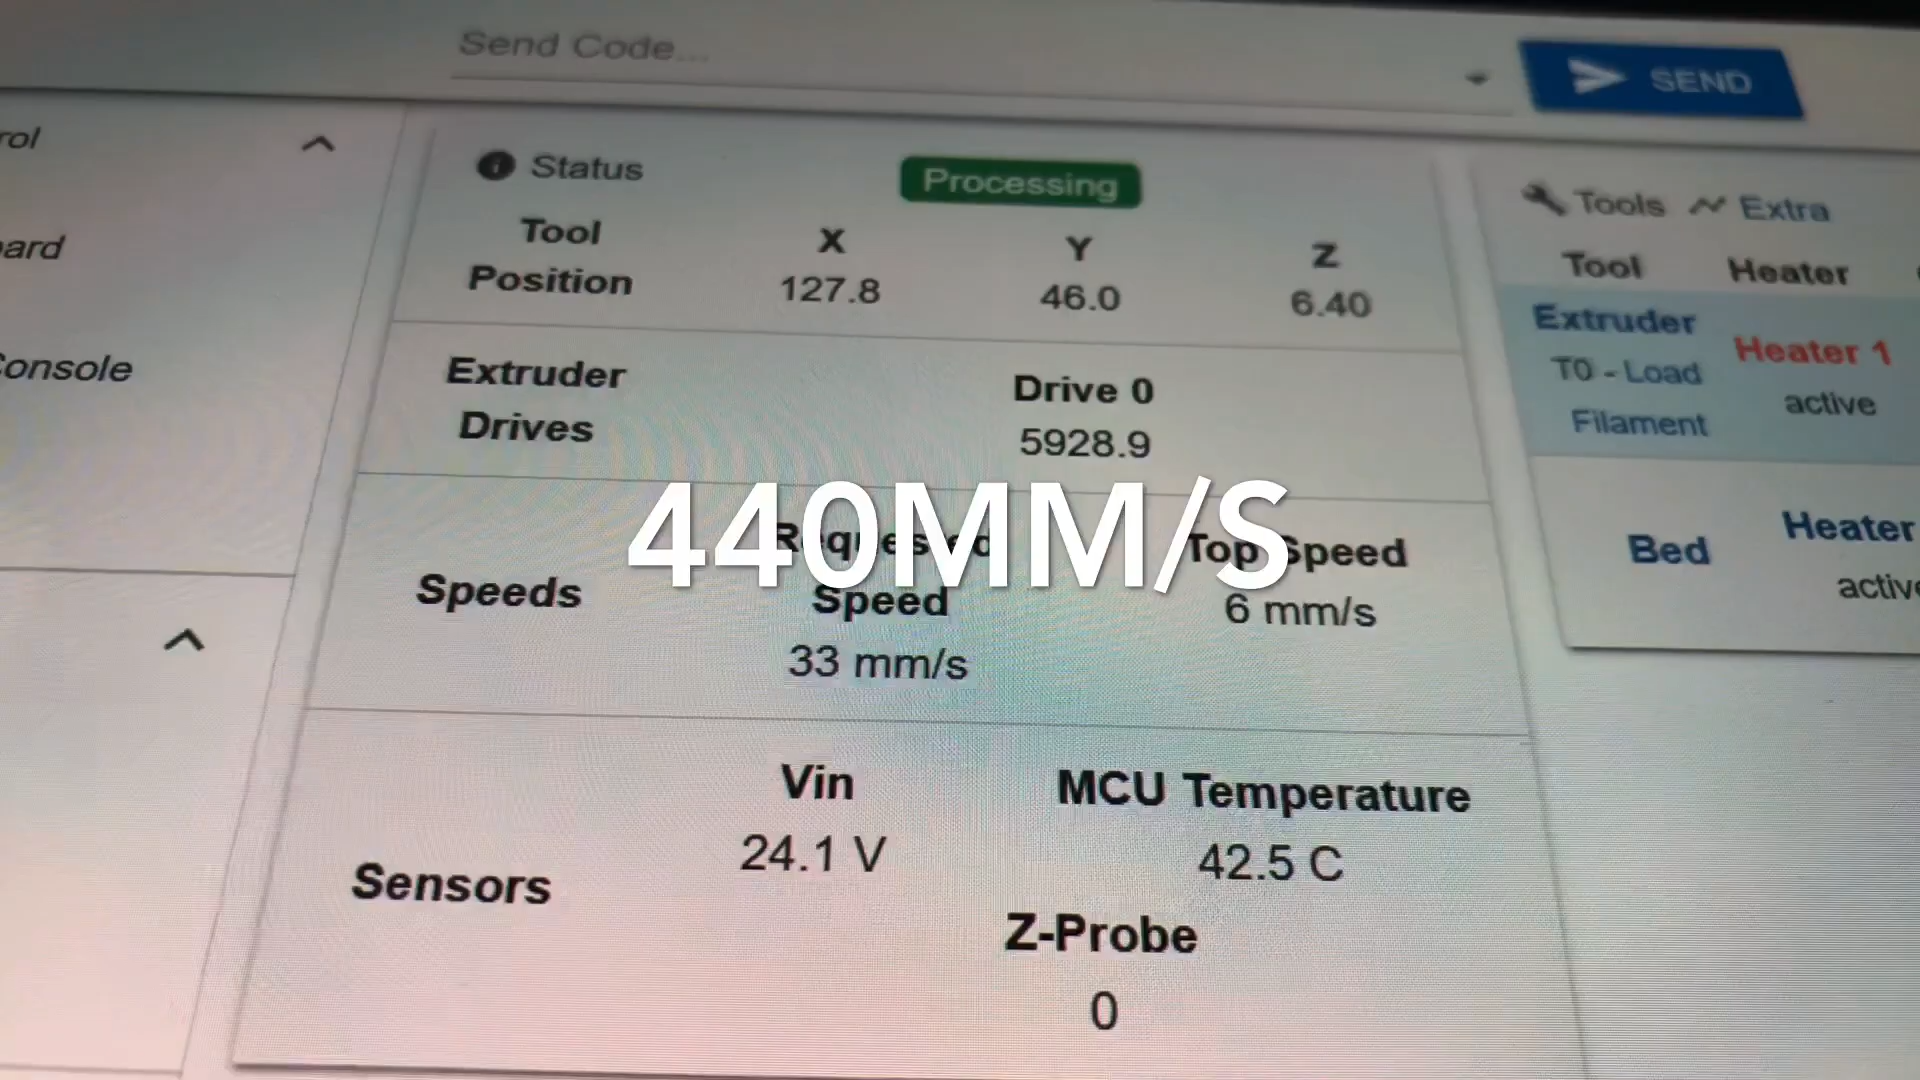 Send Code...
SEND
rol
ard
Console
Status
Processing
Tool
Position
X
127.8
Y
46.0
Z
6.40
Extruder
Drives
Drive 0
5928.9
440MM/S
Speeds
Requested
Speed
33 mm/s
Top Speed
6 mm/s
Sensors
Vin
24.1 V
MCU Temperature
42.5 C
Z-Probe
0
Tools
Extra
Tool
Heater
Extruder
T0 - Load
Filament
Heater 1
active
Bed
Heater
active